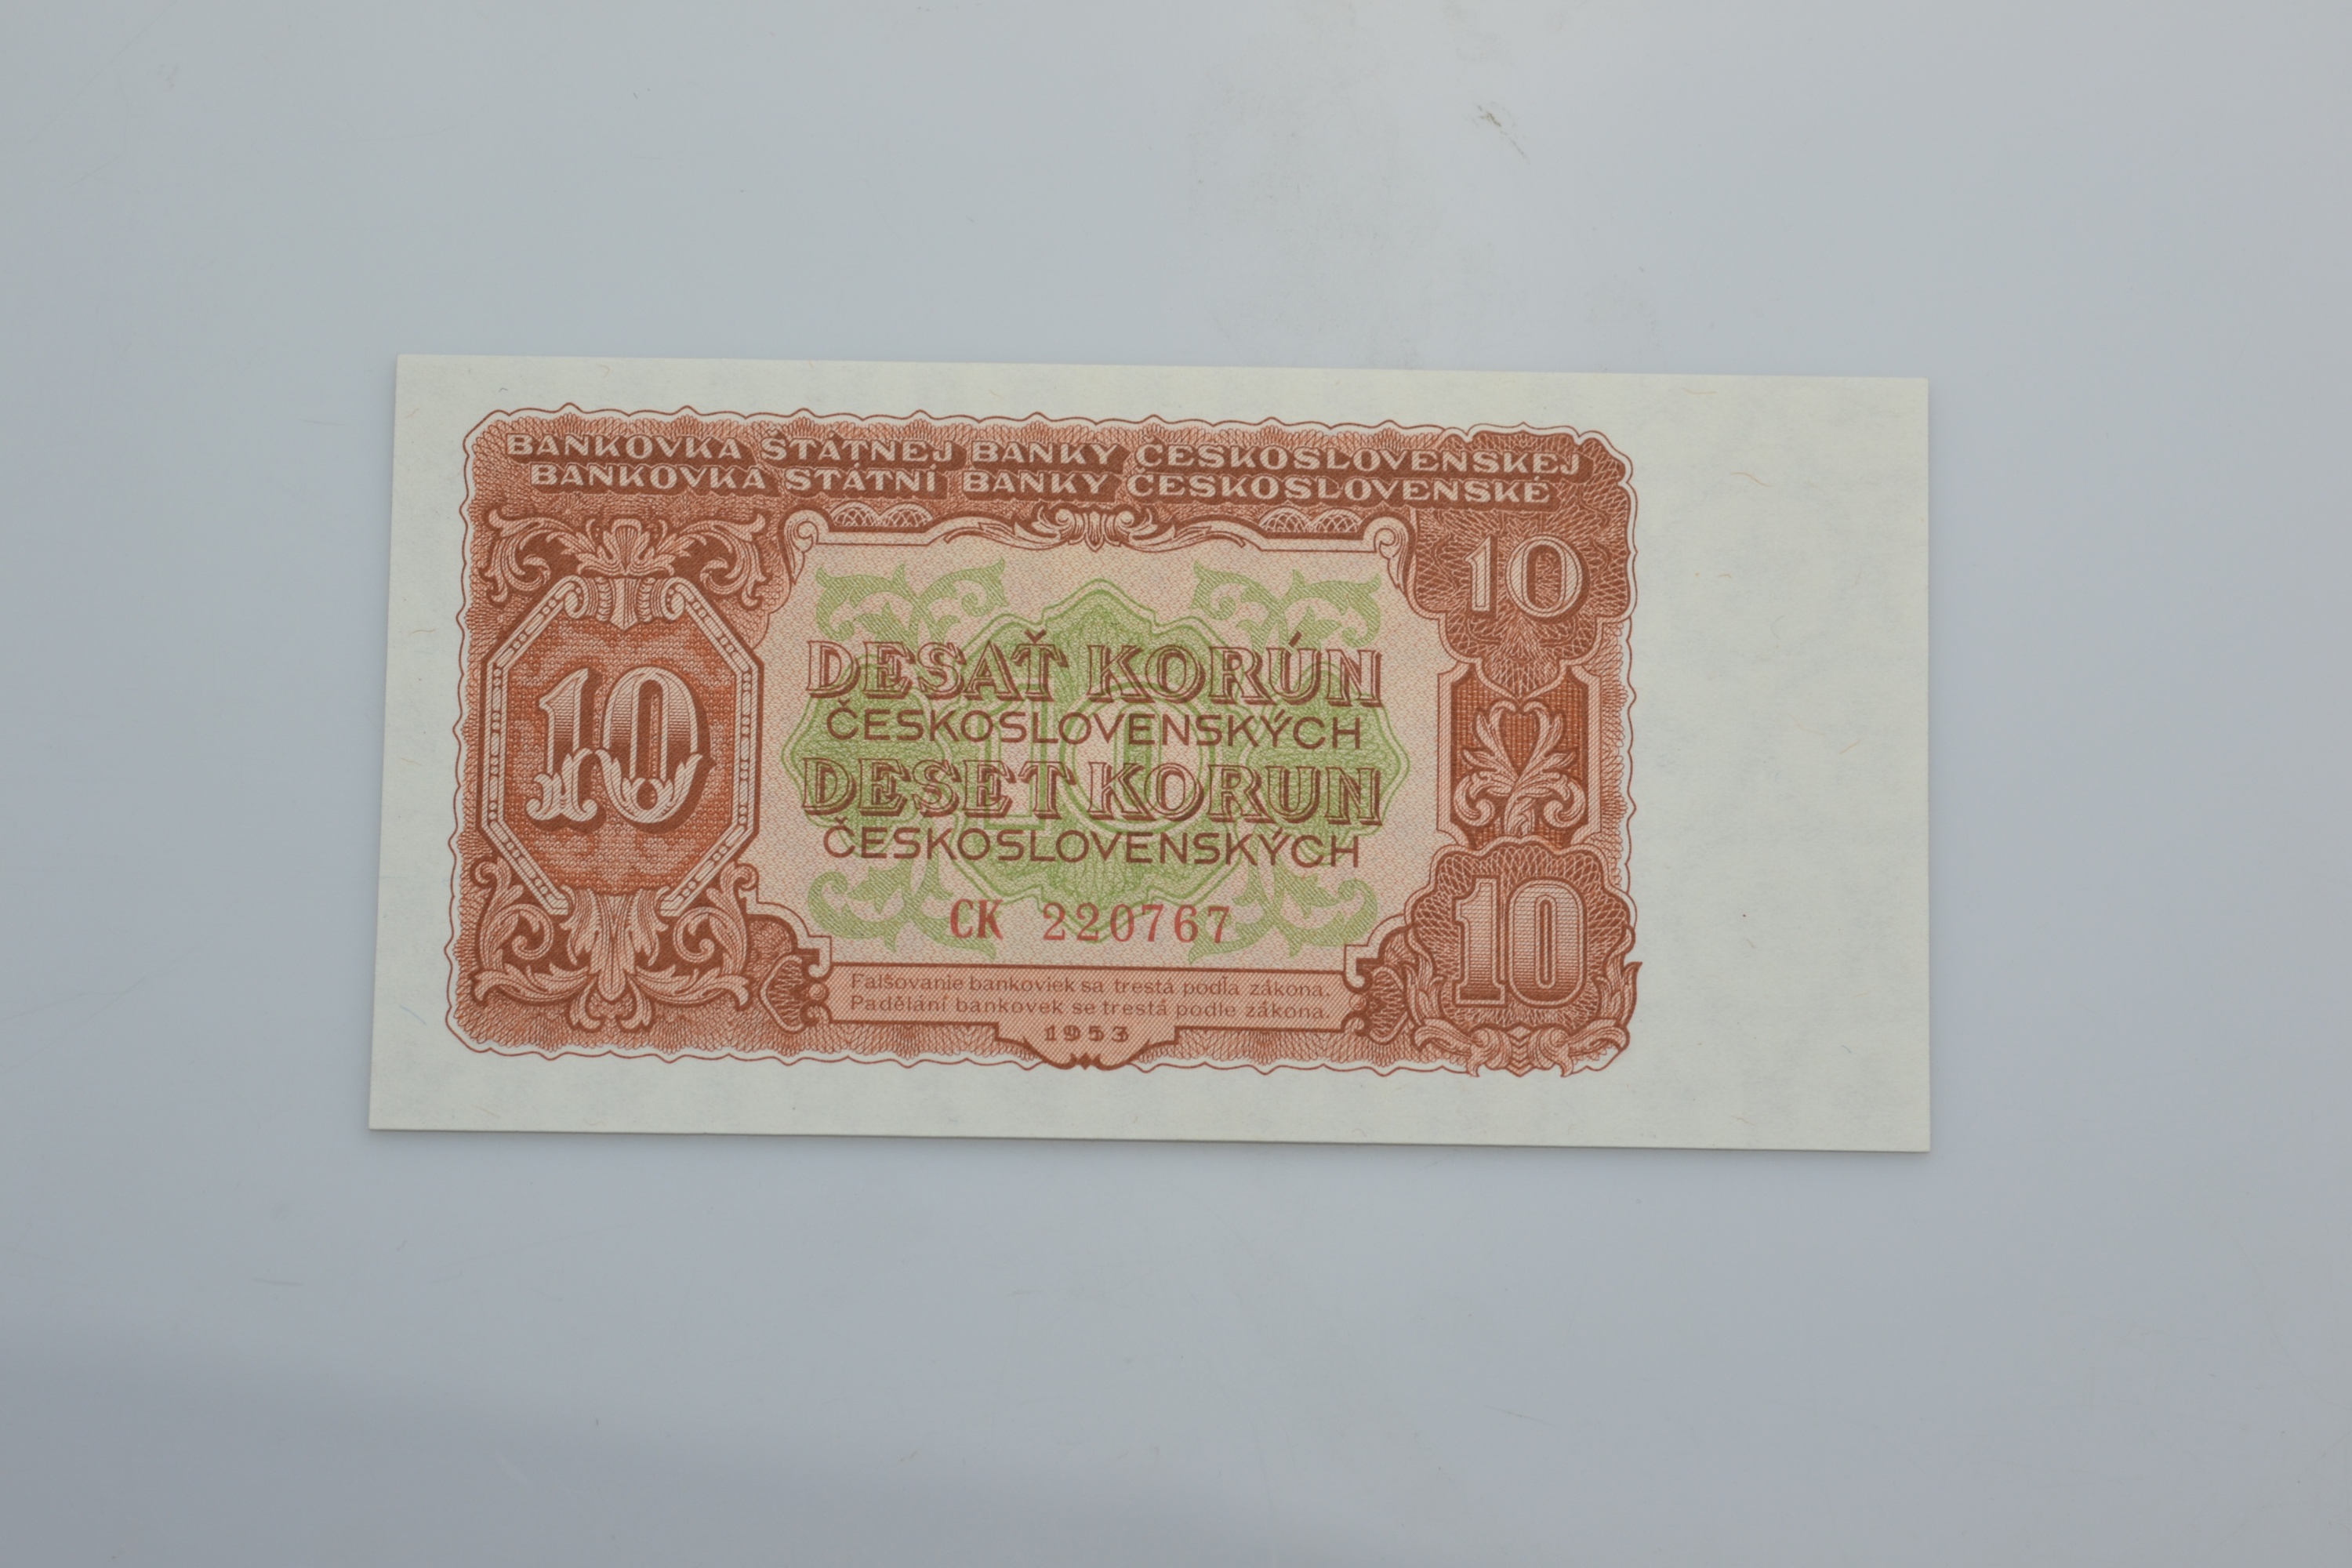 BANKOVKA ŠTÁTNEJ BANKY ČESKOSLOVENSKEJ
BANKOVKA STÁTNÍ BANKY ČESKOSLOVENSKÉ
10
10
DESAŤ KORÚN
ČESKOSLOVENSKÝCH
10
DESET KORUN
ČESKOSLOVENSKÝCH
10
CK 220767
Falšovanie bankoviek sa trestá podľa zákona.
Padělání bankovek se trestá podle zákona.
1953